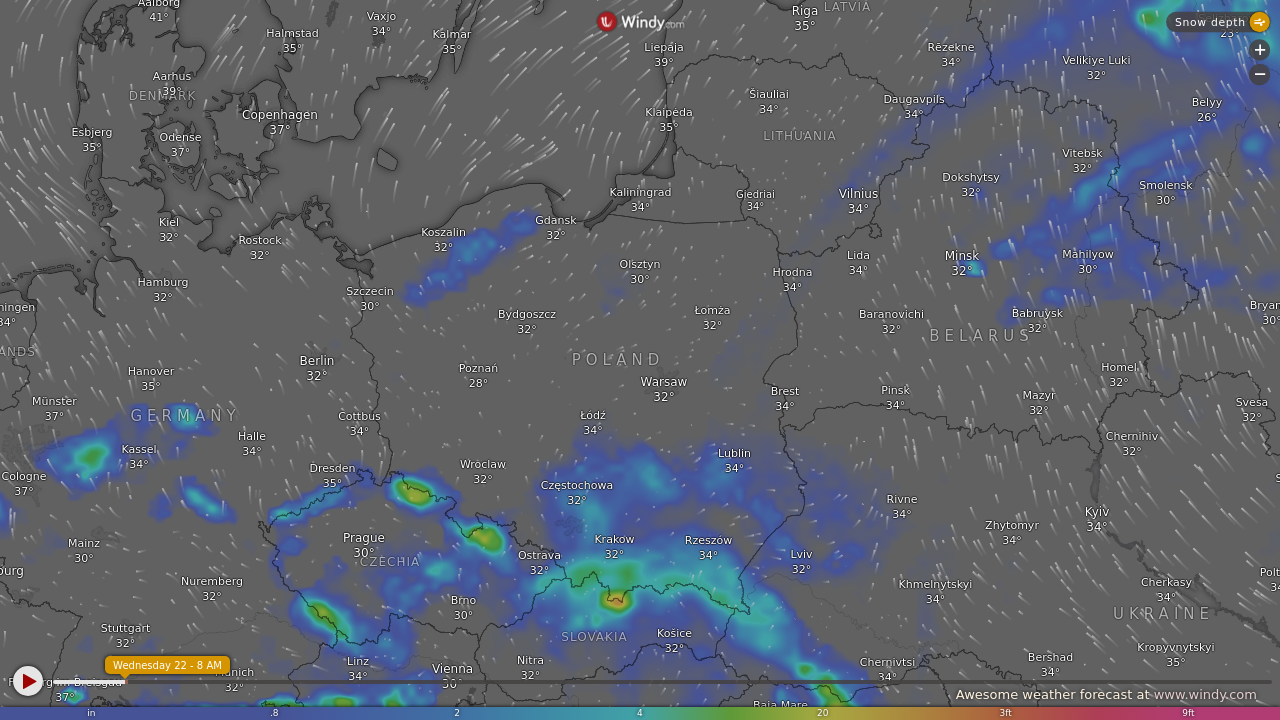 Aalborg
41°
Halmstad
35°
Vaxjo
34°
Kalmar
35°
Windy.com
Liepaja
39°
Riga
35°
LATVIA
Rēzekne
34°
Snow depth
Velikiye Luki
32°
Aarhus
39°
DENMARK
Šiauliai
34°
Daugavpils
34°
Belyy
26°
Esbjerg
35°
Odense
37°
Copenhagen
37°
Klaipėda
35°
LITHUANIA
Vitebsk
32°
Dokshytsy
32°
Smolensk
30°
Kaliningrad
34°
Giedriai
34°
Vilnius
34°
Kiel
32°
Rostock
32°
Koszalin
32°
Gdansk
32°
Lida
34°
Minsk
32°
Mahilyow
30°
Hamburg
32°
Szczecin
30°
Olsztyn
30°
Hrodna
34°
ningen
34°
Bydgoszcz
32°
Łomża
32°
Baranovichi
32°
Babruysk
32°
Bryan
30°
BELARUS
ANDS
Hanover
35°
Berlin
32°
Poznań
28°
POLAND
Warsaw
32°
Brest
34°
Pinsk
34°
Homel
32°
Mazyr
32°
Svesa
32°
Münster
37°
GERMANY
Cottbus
34°
Łódź
34°
Kassel
34°
Halle
34°
Chernihiv
32°
Cologne
37°
Dresden
35°
Wrocław
32°
Lublin
34°
Częstochowa
32°
Rivne
34°
Kyiv
34°
Zhytomyr
34°
Mainz
30°
Prague
30°
CZECHIA
Ostrava
32°
Krakow
32°
Rzeszów
34°
Lviv
32°
burg
Nuremberg
32°
Khmelnytskyi
34°
Cherkasy
34°
Polt
34
Brno
30°
UKRAINE
Stuttgart
32°
SLOVAKIA
Košice
32°
Kropyvnytskyi
35°
Wednesday 22 - 8 AM
Linz
34°
Vienna
30°
Nitra
32°
Chernivtsi
34°
Bershad
34°
37°
32°
Awesome weather forecast at www.windy.com
Baia Mare
in .8 2 4 20 3ft 9ft